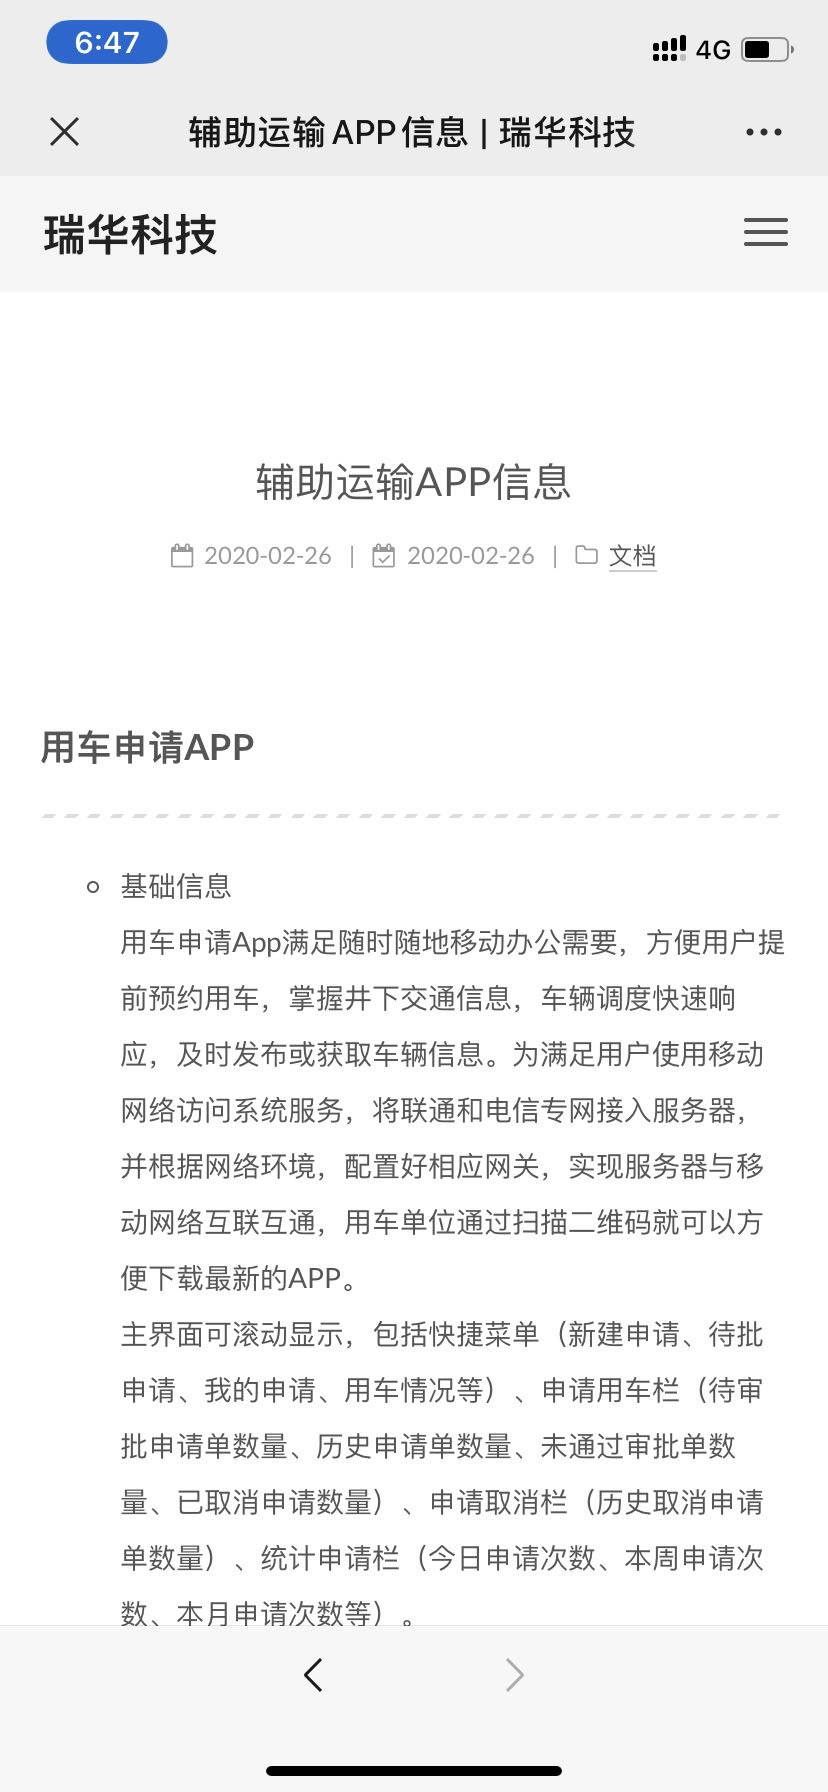 6:47
4G
辅助运输APP信息 | 瑞华科技
瑞华科技
辅助运输APP信息
2020-02-26 | 2020-02-26 | 文档
用车申请APP
基础信息
用车申请App满足随时随地移动办公需要，方便用户提
前预约用车，掌握井下交通信息，车辆调度快速响
应，及时发布或获取车辆信息。为满足用户使用移动
网络访问系统服务，将联通和电信专网接入服务器，
并根据网络环境，配置好相应网关，实现服务器与移
动网络互联互通，用车单位通过扫描二维码就可以方
便下载最新的APP。
主界面可滚动显示，包括快捷菜单（新建申请、待批
申请、我的申请、用车情况等）、申请用车栏（待审
批申请单数量、历史申请单数量、未通过审批单数
量、已取消申请数量）、申请取消栏（历史取消申请
单数量）、统计申请栏（今日申请次数、本周申请次
数、本月申请次数等）。